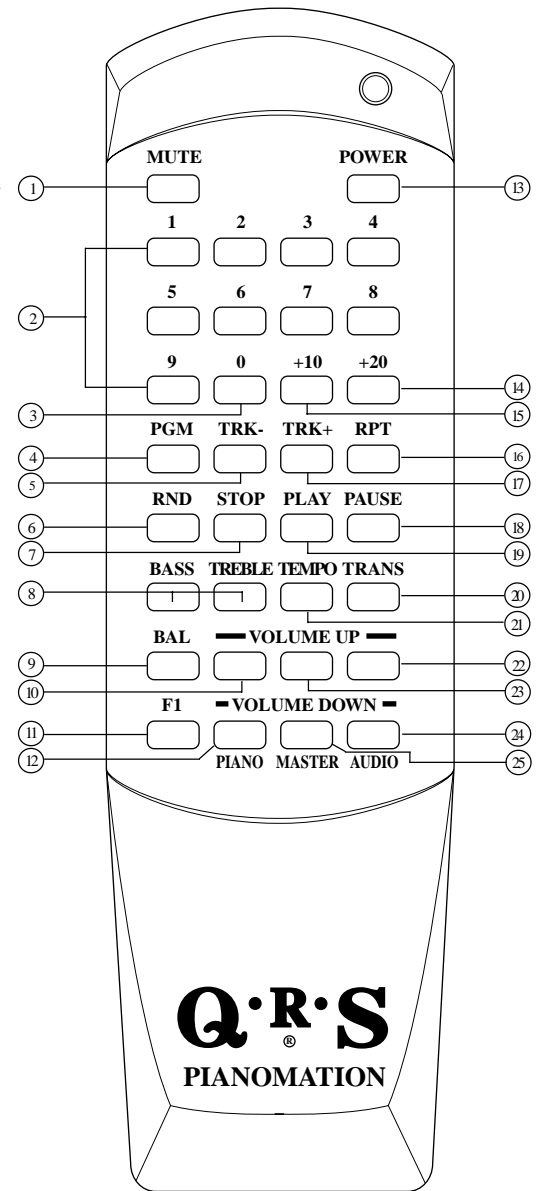 MUTE POWER
1 13
1 2 3 4
5 6 7 8
2
9 0 +10 +20
14
3 15
PGM TRK- TRK+ RPT
4 16
5 17
RND STOP PLAY PAUSE
6 18
7 19
BASS TREBLE TEMPO TRANS
8 20
21
BAL VOLUME UP
9 22
10 23
F1 VOLUME DOWN
11 24
12 PIANO MASTER AUDIO 25
Q·R·S
®
PIANOMATION